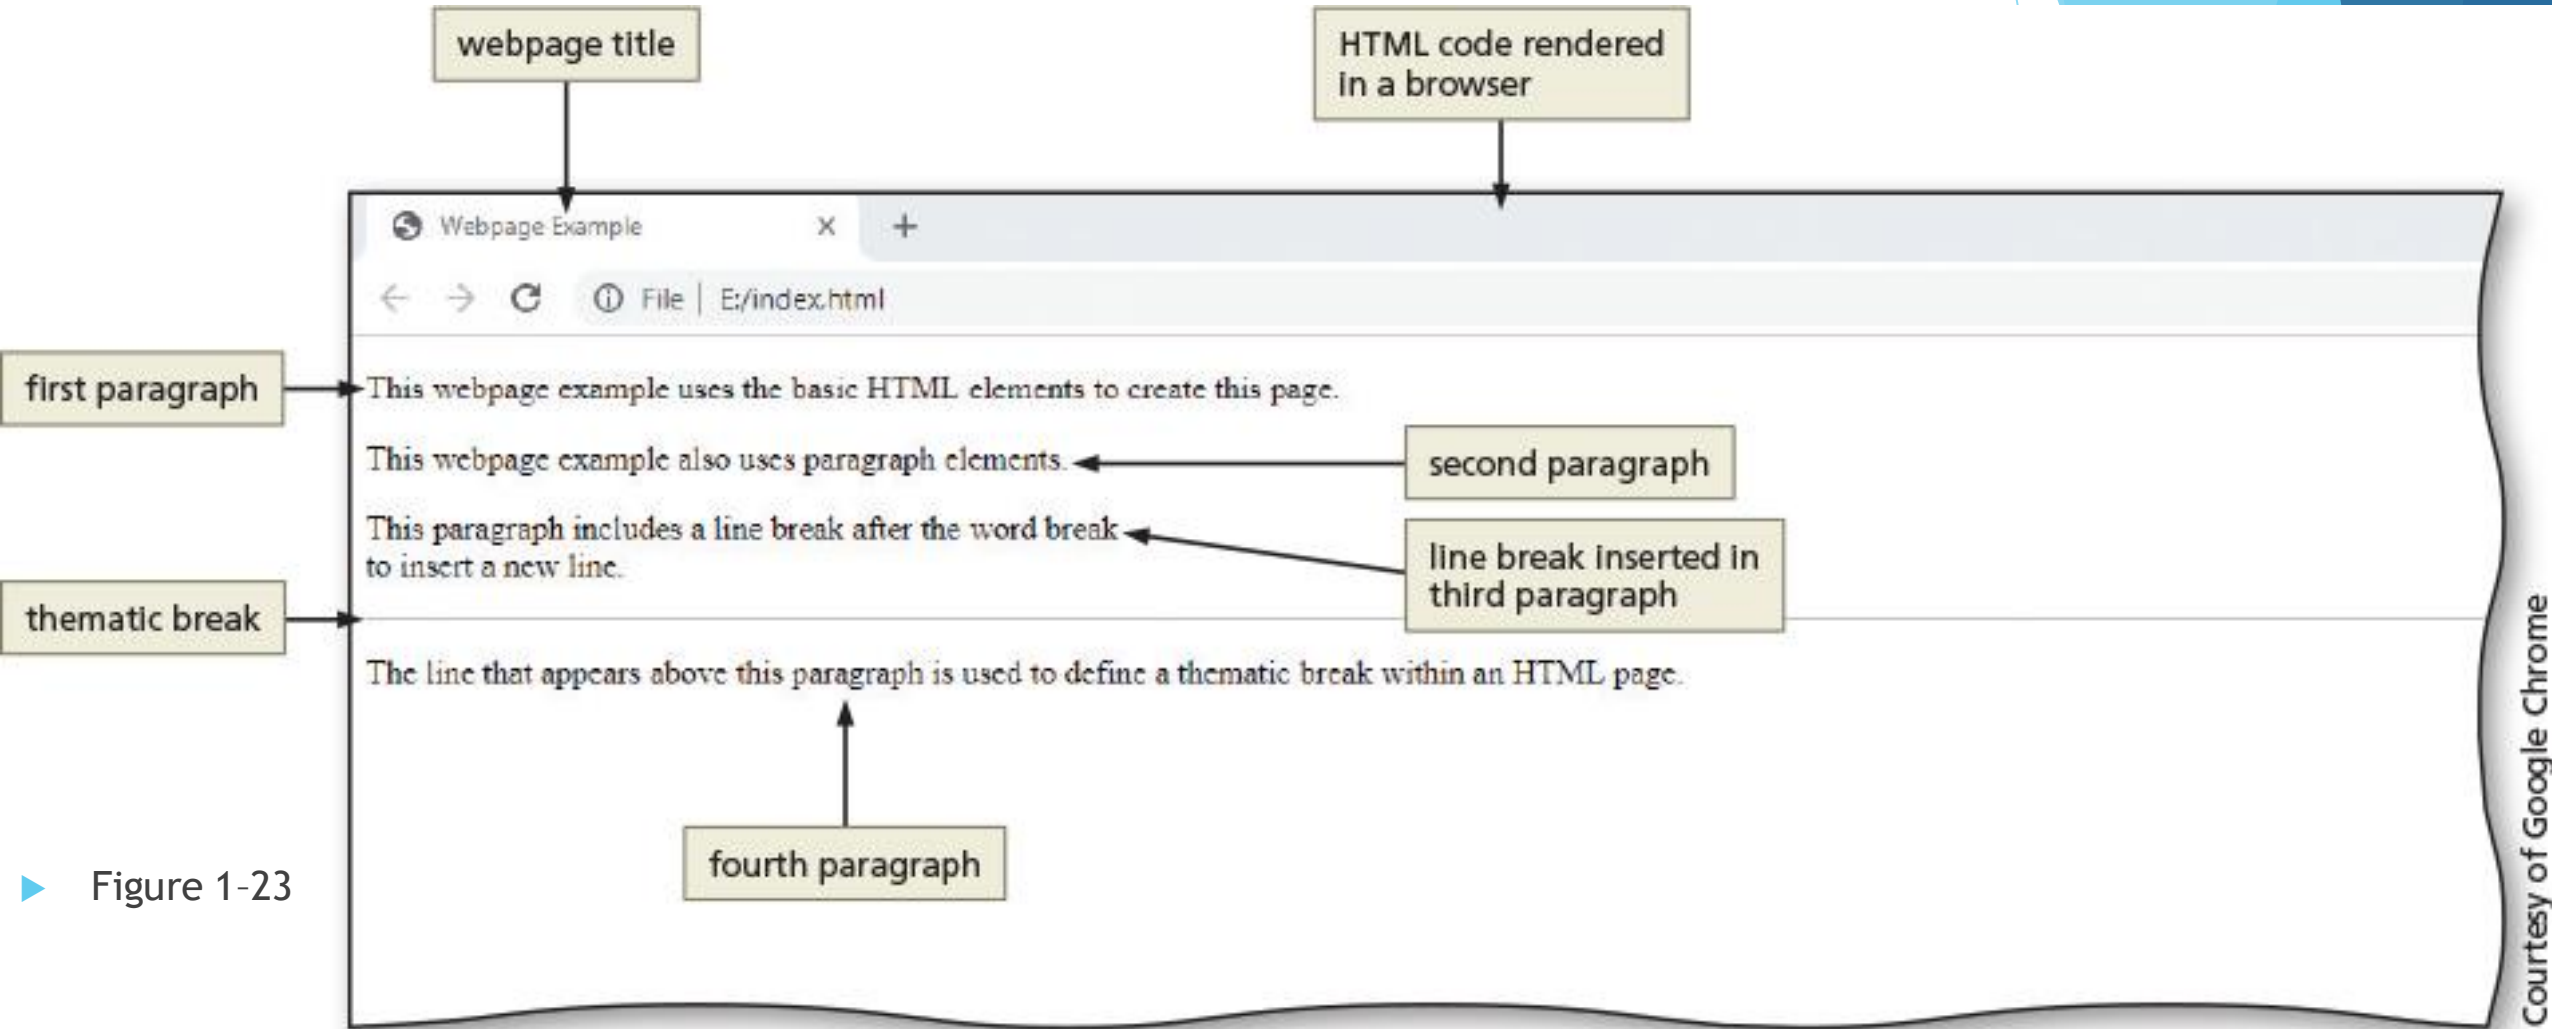 webpage title
HTML code rendered
in a browser
Webpage Example
File | E:/index.html
first paragraph
This webpage example uses the basic HTML elements to create this page.
This webpage example also uses paragraph elements.
second paragraph
This paragraph includes a line break after the word break
to insert a new line.
line break inserted in
third paragraph
thematic break
The line that appears above this paragraph is used to define a thematic break within an HTML page.
fourth paragraph
Figure 1-23
Courtesy of Google Chrome